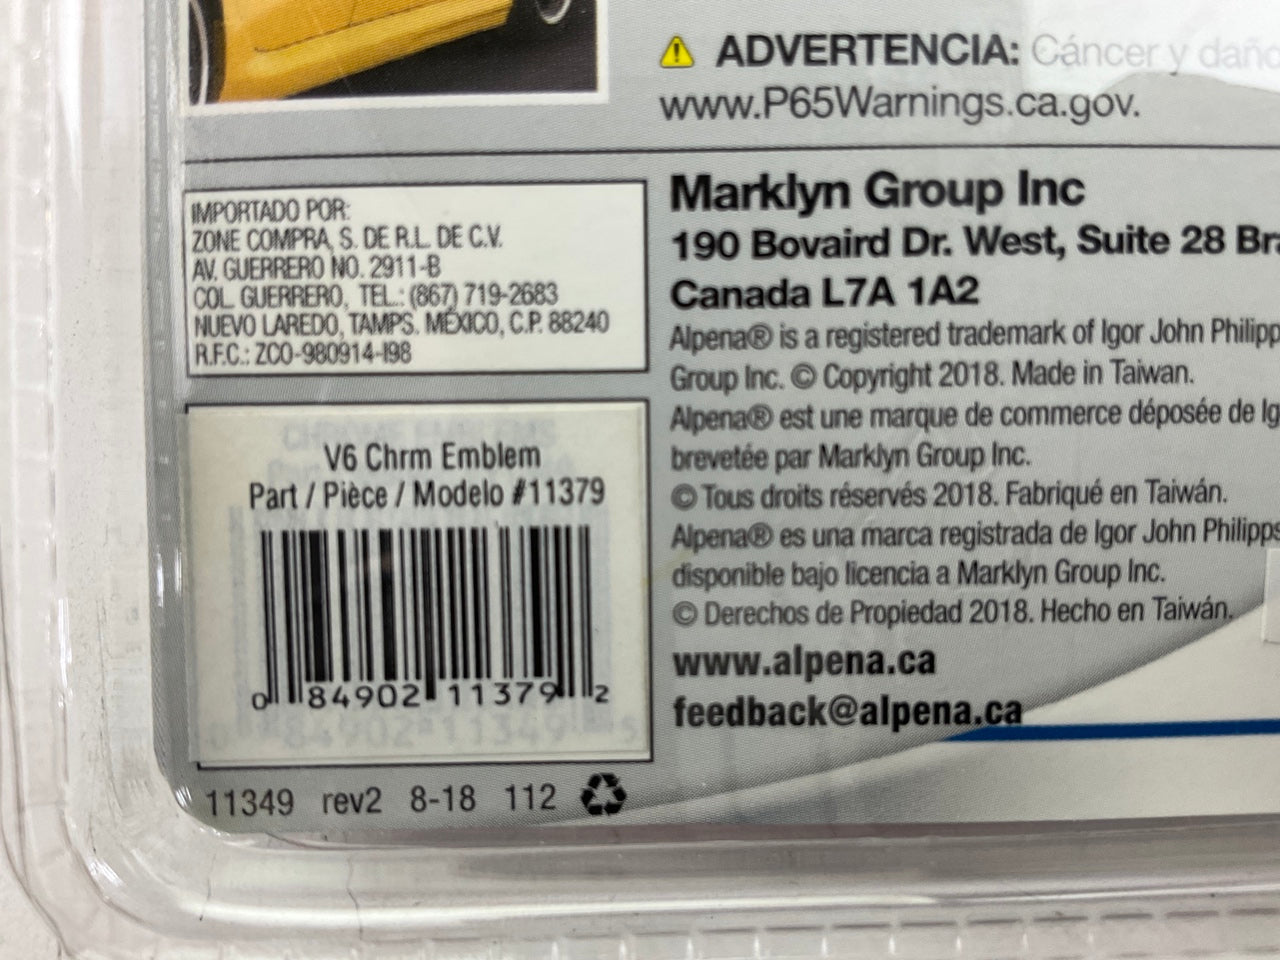 ADVERTENCIA: Cáncer y daño
www.P65Warnings.ca.gov.
IMPORTADO POR:
ZONE COMPRA, S. DE R.L. DE C.V.
AV. GUERRERO NO. 2911-B
COL. GUERRERO, TEL.: (867) 719-2683
NUEVO LAREDO, TAMPS. MÉXICO, C.P. 88240
R.F.C.: ZCO-980914-I98
Marklyn Group Inc
190 Bovaird Dr. West, Suite 28
Canada L7A 1A2
Alpena® is a registered trademark of Igor John Philipp
Group Inc. © Copyright 2018. Made in Taiwan.
Alpena® est une marque de commerce déposée de Ig
brevetée par Marklyn Group Inc.
© Tous droits réservés 2018. Fabriqué en Taiwán.
Alpena® es una marca registrada de Igor John Philipps
disponible bajo licencia a Marklyn Group Inc.
© Derechos de Propiedad 2018. Hecho en Taiwán.
www.alpena.ca
feedback@alpena.ca
CHROME EMBLEMS
V6 Chrm Emblem
Part / Pièce / Modelo #11379
0 84902 11379 2
0 84902 11349 5
11349 rev2 8-18 112